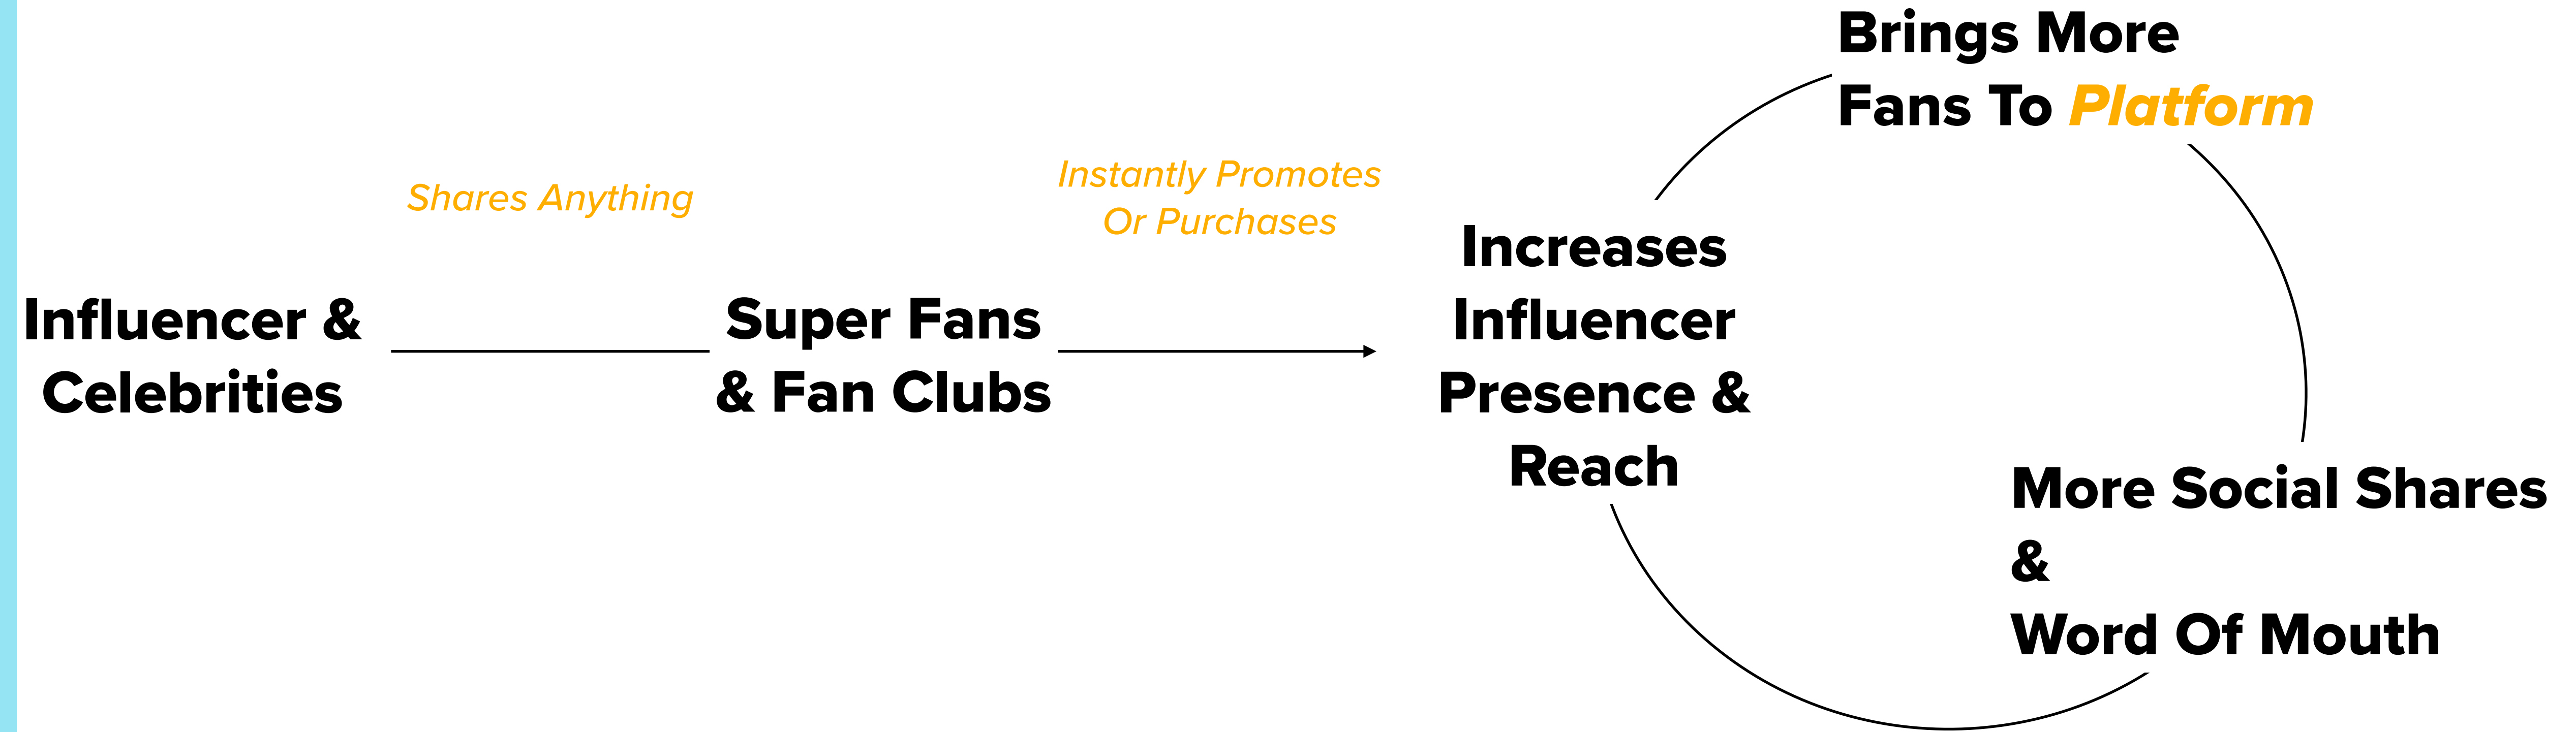 Influencer &
Celebrities
Shares Anything
Super Fans
& Fan Clubs
Instantly Promotes
Or Purchases
Increases
Influencer
Presence &
Reach
Brings More
Fans To Platform
More Social Shares
&
Word Of Mouth